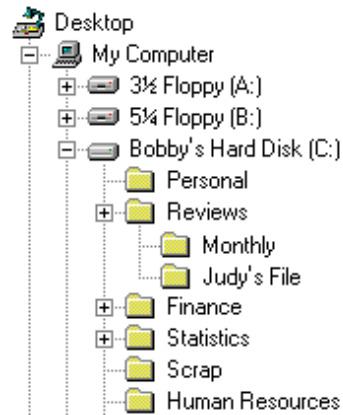 Desktop
My Computer
3½ Floppy (A:)
5¼ Floppy (B:)
Bobby's Hard Disk (C:)
Personal
Reviews
Monthly
Judy's File
Finance
Statistics
Scrap
Human Resources